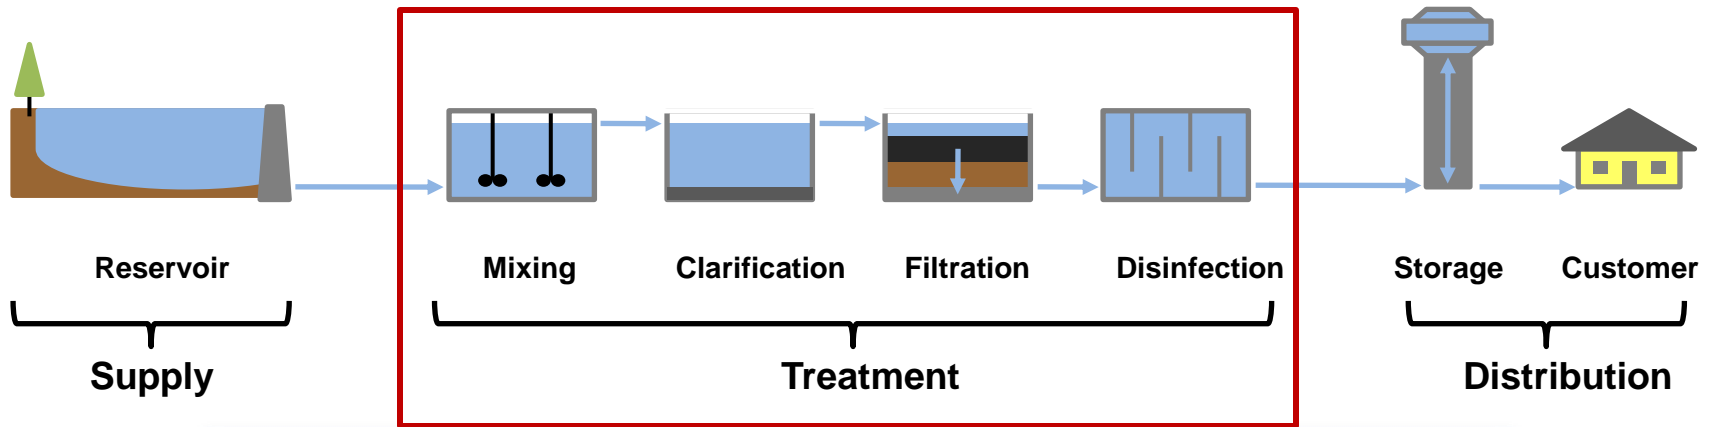 Reservoir Mixing Clarification Filtration Disinfection Storage Customer
Supply Treatment Distribution